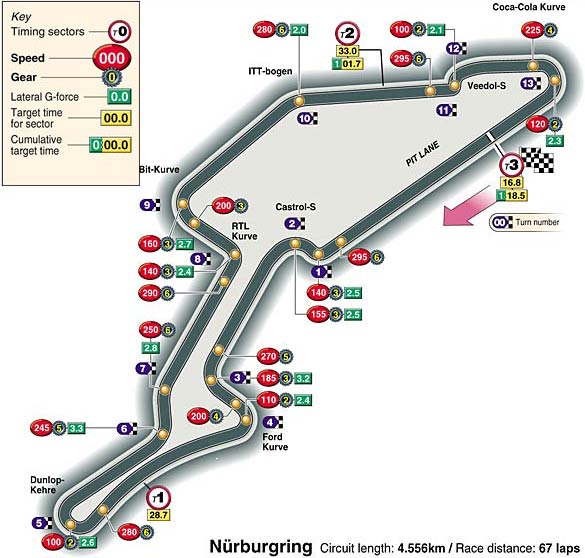 Key
Timing sectors T0
Speed 000
Gear 0
Lateral G-force 0.0
Target time
for sector 00.0
Cumulative
target time 0 00.0
Coca-Cola Kurve
280 6 2.0
T2
33.0
1 01.7
100 2 2.1
12
225 4
295 6
ITT-bogen
Veedol-S
13
10
11
120 2
2.3
PIT LANE
T3
16.8
1 18.5
Bit-Kurve
9
200 3
Castrol-S
2
00 Turn number
RTL
Kurve
160 3 2.7
8
140 3 2.4
295 6
1
290 6
140 3 2.5
155 3 2.5
250 6
2.8
270 5
7
3
185 3 3.2
110 2 2.4
200 4
4
245 5 3.3
6
Ford
Kurve
Dunlop-
Kehre
T1
28.7
5
100 2 2.6
280 6
Nürburgring Circuit length: 4.556km / Race distance: 67 laps